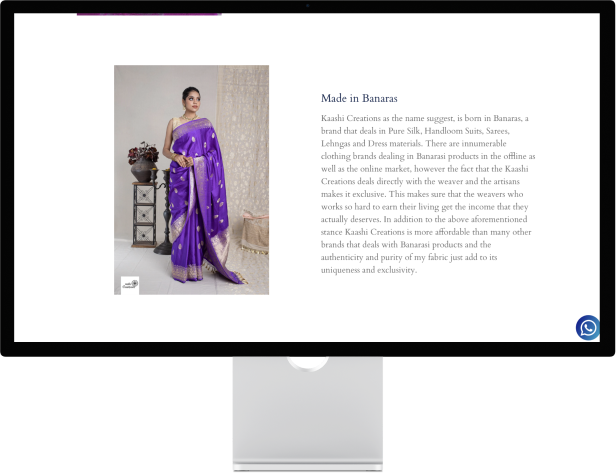 Made in Banaras
Kaashi Creations as the name suggest, is born in Banaras, a
brand that deals in Pure Silk, Handloom Suits, Sarees,
Lehngas and Dress materials. There are innumerable
clothing brands dealing in Banarasi products in the offline as
well as the online market, however the fact that the Kaashi
Creations deals directly with the weaver and the artisans
makes it exclusive. This makes sure that the weavers who
works so hard to earn their living get the income that they
actually deserves. In addition to the above aforementioned
stance Kaashi Creations is more affordable than many other
brands that deals with Banarasi products and the
authenticity and purity of my fabric just add to its
uniqueness and exclusivity.